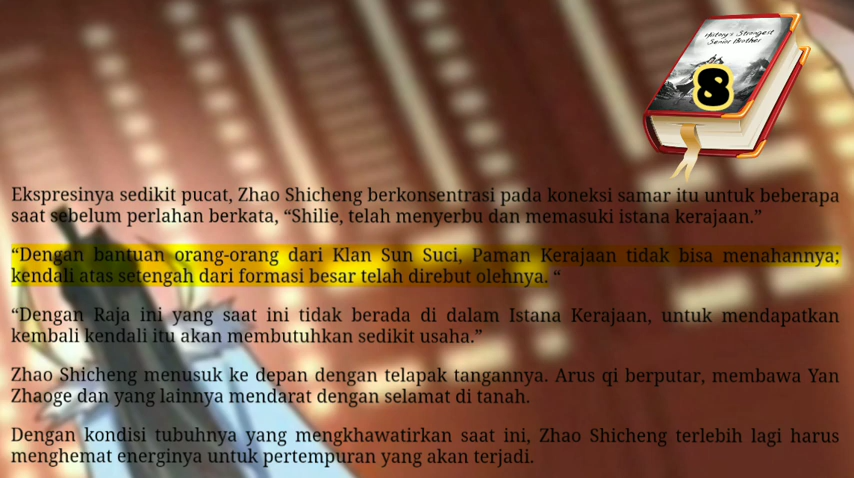 History's Strongest
Senior Brother
8
Ekspresinya sedikit pucat, Zhao Shicheng berkonsentrasi pada koneksi samar itu untuk beberapa
saat sebelum perlahan berkata, “Shilie, telah menyerbu dan memasuki istana kerajaan.”
“Dengan bantuan orang-orang dari Klan Sun Suci, Paman Kerajaan tidak bisa menahannya;
kendali atas setengah dari formasi besar telah direbut olehnya. “
“Dengan Raja ini yang saat ini tidak berada di dalam Istana Kerajaan, untuk mendapatkan
kembali kendali itu akan membutuhkan sedikit usaha.”
Zhao Shicheng menusuk ke depan dengan telapak tangannya. Arus qi berputar, membawa Yan
Zhaoge dan yang lainnya mendarat dengan selamat di tanah.
Dengan kondisi tubuhnya yang mengkhawatirkan saat ini, Zhao Shicheng terlebih lagi harus
menghemat energinya untuk pertempuran yang akan terjadi.